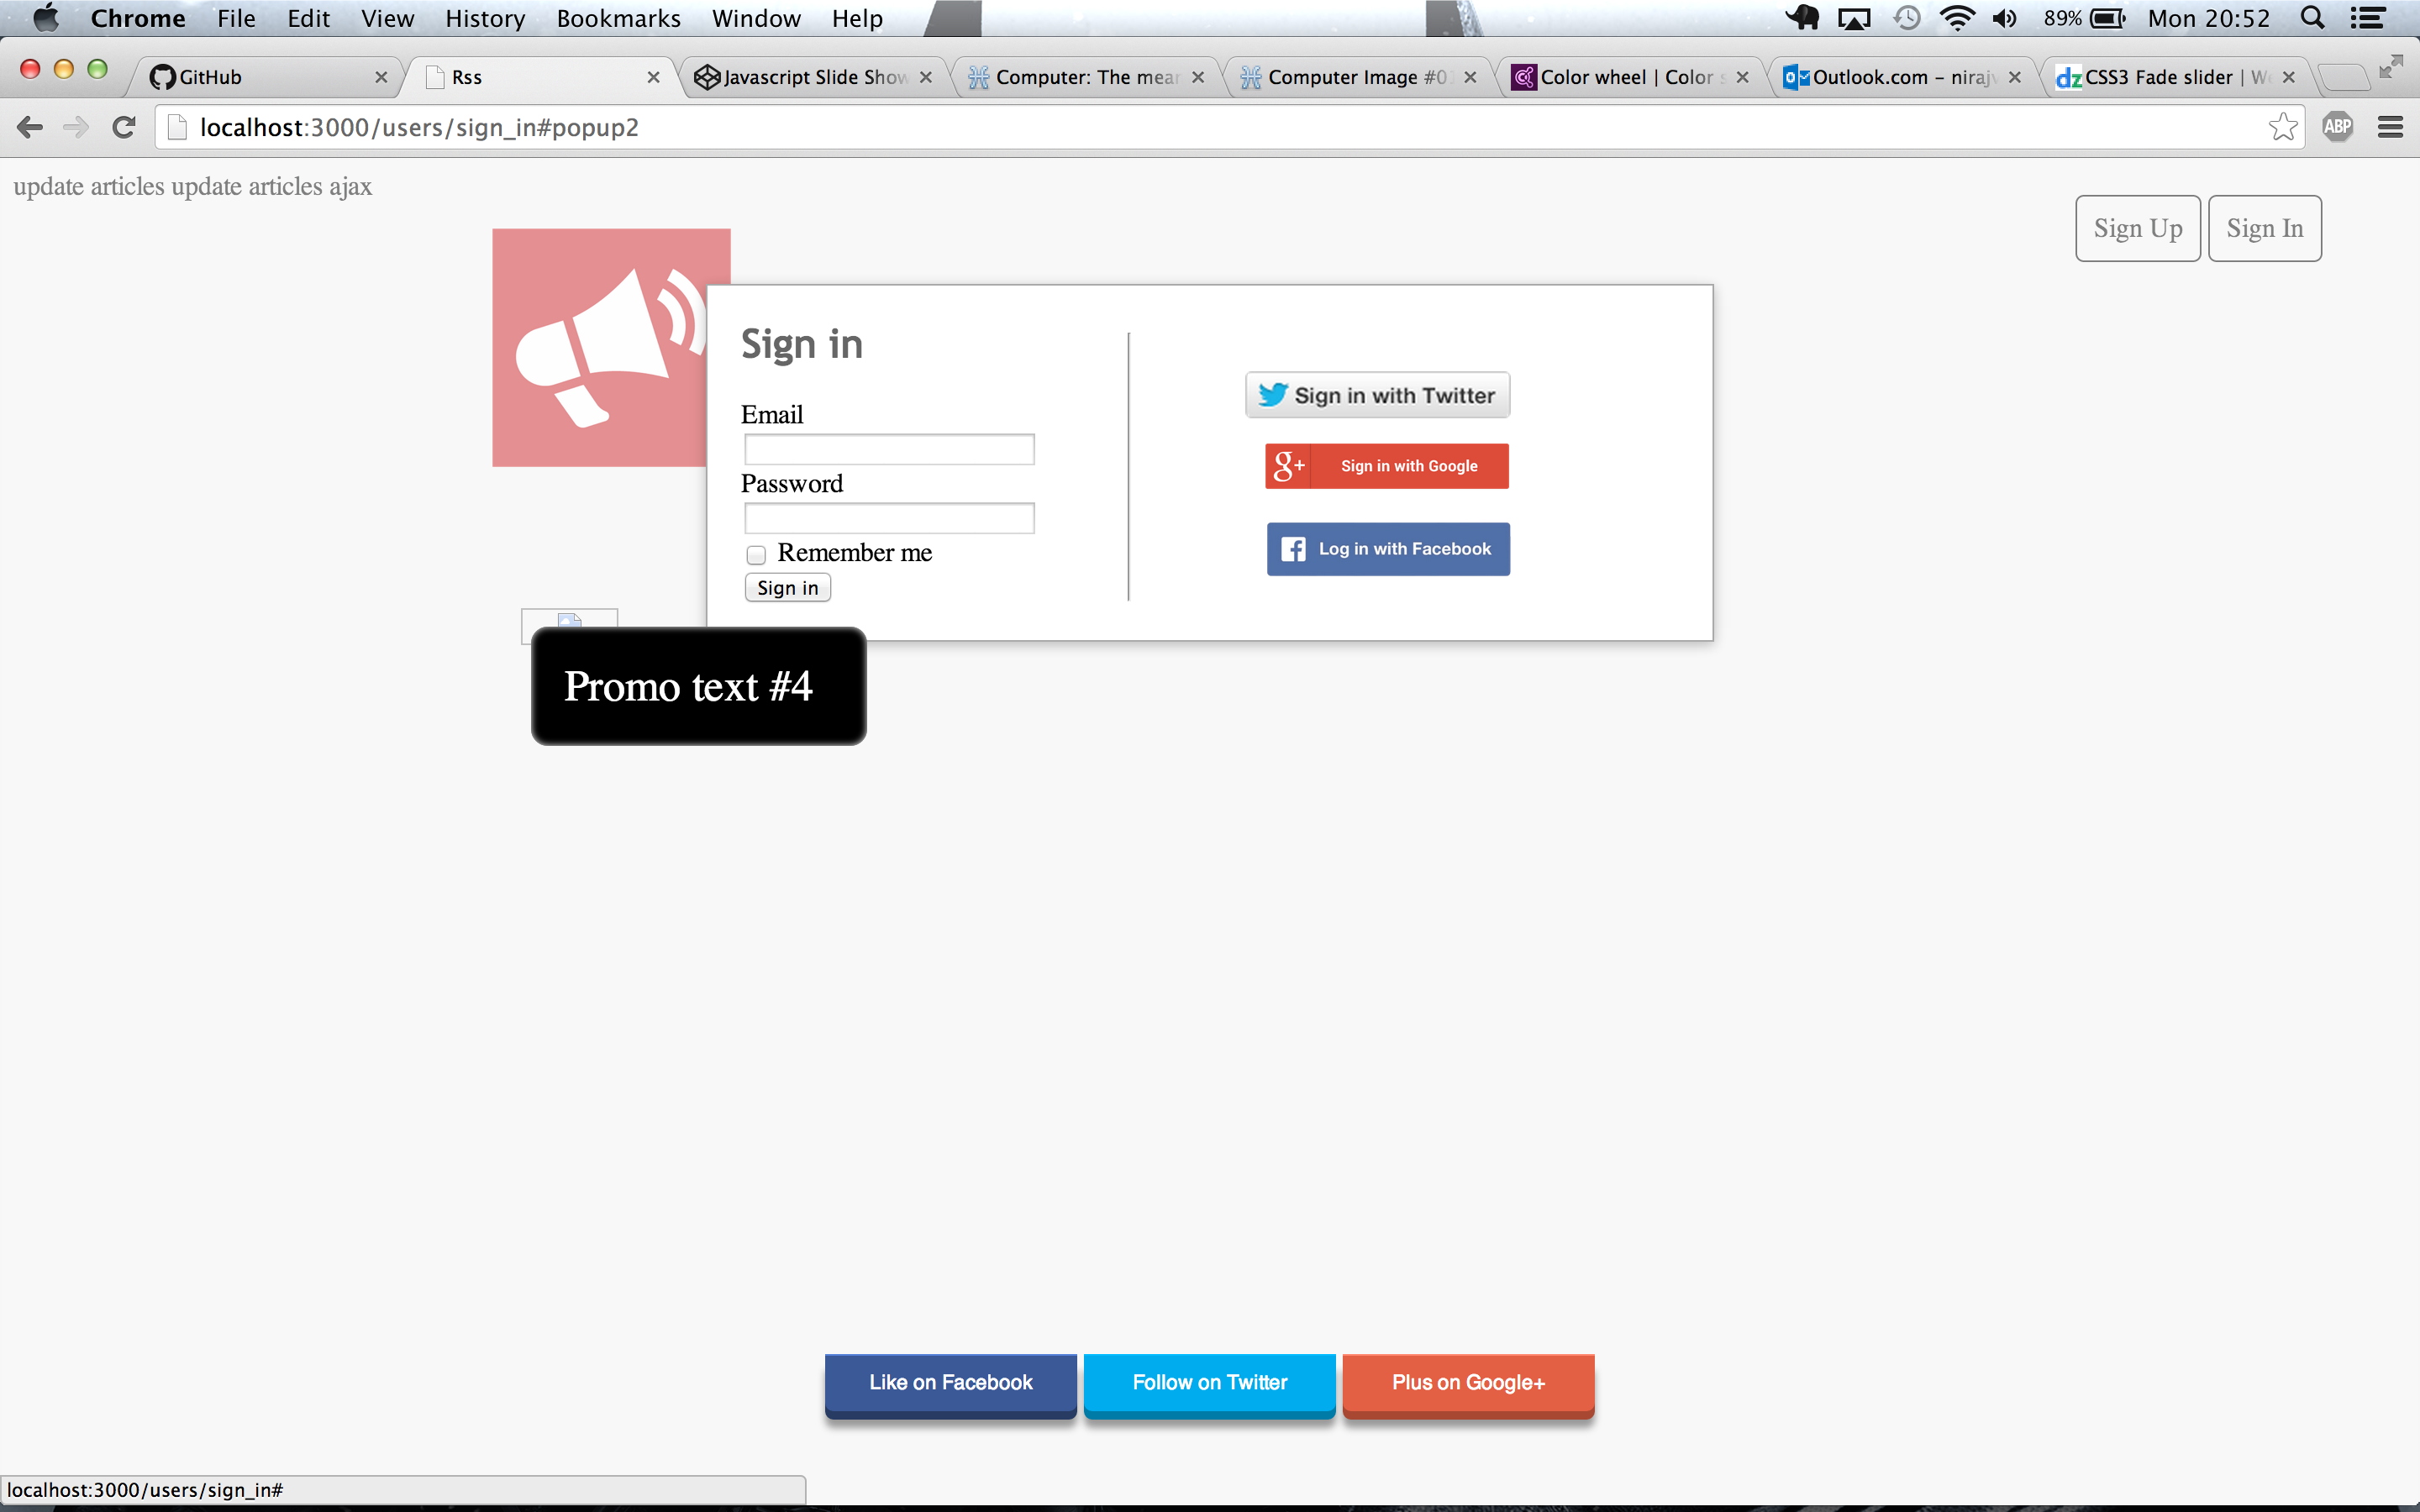 Chrome File Edit View History Bookmarks Window Help 89% Mon 20:52
GitHub Rss Javascript Slide Show Computer: The mear Computer Image #0 Color wheel | Color s Outlook.com – nirajv CSS3 Fade slider | We
localhost:3000/users/sign_in#popup2 ABP
update articles update articles ajax
Sign Up Sign In
Sign in
Email
Password
Remember me
Sign in
Sign in with Twitter
g+ Sign in with Google
f Log in with Facebook
Promo text #4
Like on Facebook Follow on Twitter Plus on Google+
localhost:3000/users/sign_in#